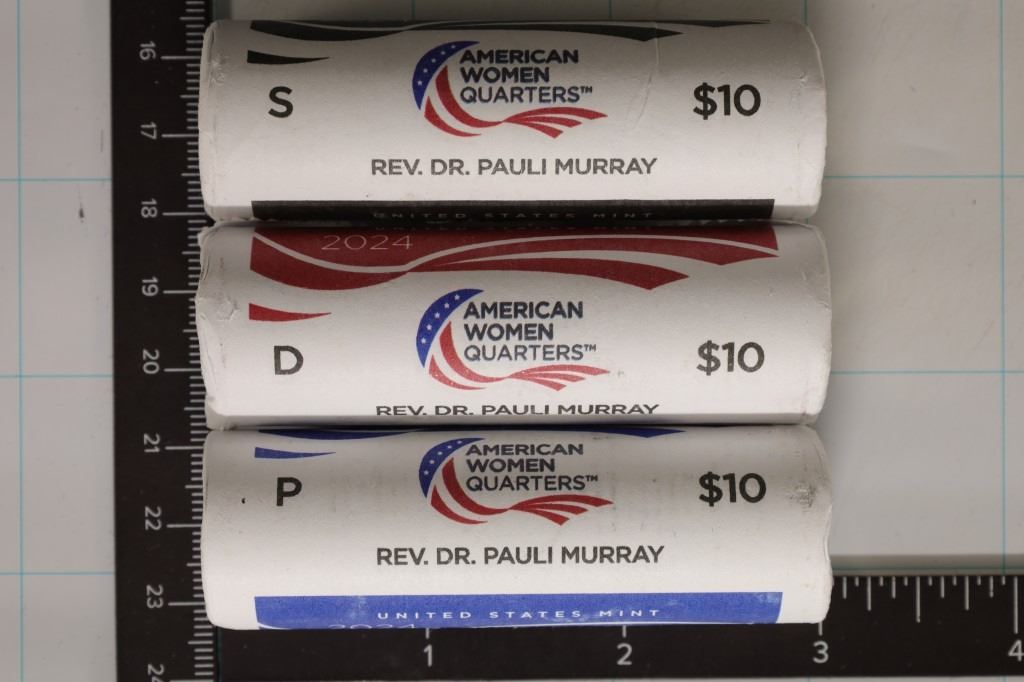 16
17
18
19
20
21
22
23
24
S
AMERICAN
WOMEN
QUARTERS™
$10
REV. DR. PAULI MURRAY
UNITED STATES MINT
2024
D
AMERICAN
WOMEN
QUARTERS™
$10
REV. DR. PAULI MURRAY
P
AMERICAN
WOMEN
QUARTERS™
$10
REV. DR. PAULI MURRAY
UNITED STATES MINT
2024
1
2
3
4